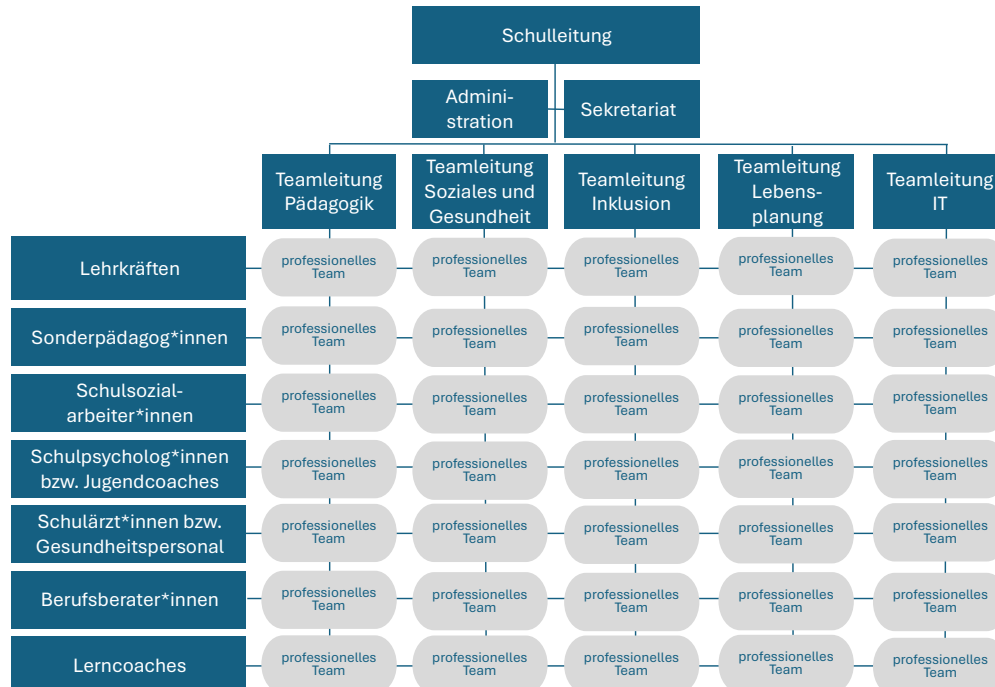 Schulleitung
Admini-
stration
Sekretariat
Teamleitung
Pädagogik
Teamleitung
Soziales und
Gesundheit
Teamleitung
Inklusion
Teamleitung
Lebens-
planung
Teamleitung
IT
Lehrkräften
professionelles
Team
professionelles
Team
professionelles
Team
professionelles
Team
professionelles
Team
Sonderpädagog*innen
professionelles
Team
professionelles
Team
professionelles
Team
professionelles
Team
professionelles
Team
Schulsozial-
arbeiter*innen
professionelles
Team
professionelles
Team
professionelles
Team
professionelles
Team
professionelles
Team
Schulpsycholog*innen
bzw. Jugendcoaches
professionelles
Team
professionelles
Team
professionelles
Team
professionelles
Team
professionelles
Team
Schulärzt*innen bzw.
Gesundheitspersonal
professionelles
Team
professionelles
Team
professionelles
Team
professionelles
Team
professionelles
Team
Berufsberater*innen
professionelles
Team
professionelles
Team
professionelles
Team
professionelles
Team
professionelles
Team
Lerncoaches
professionelles
Team
professionelles
Team
professionelles
Team
professionelles
Team
professionelles
Team